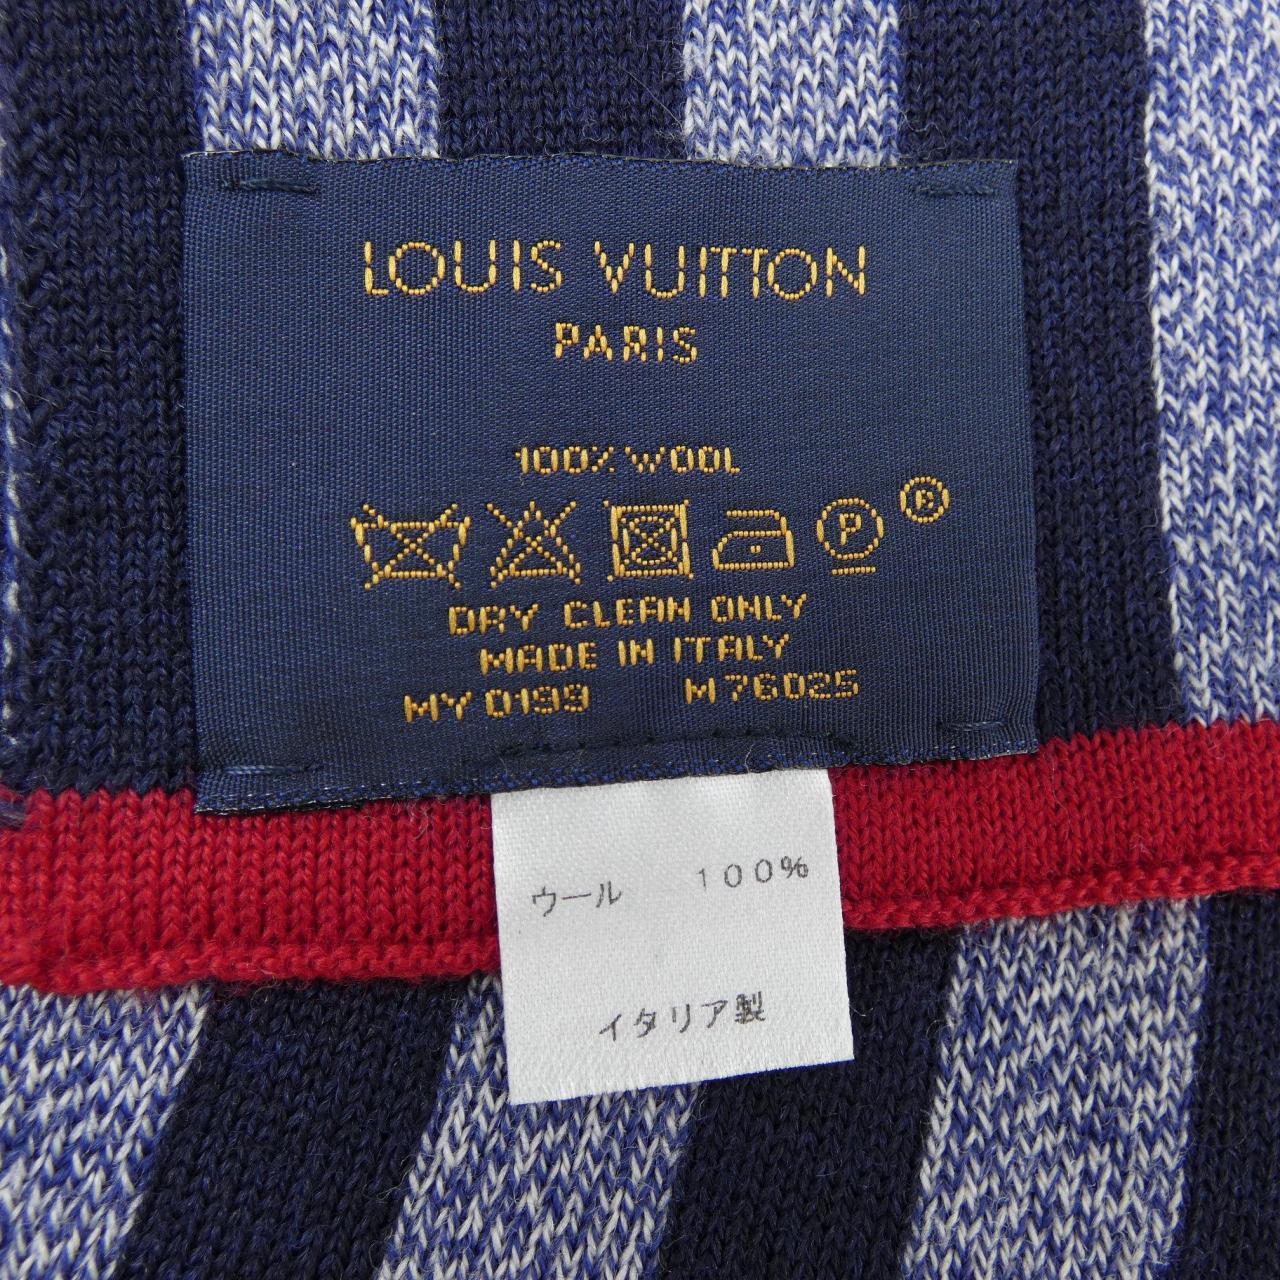 LOUIS VUITTON
PARIS
100% WOOL
P ®
DRY CLEAN ONLY
MADE IN ITALY
MY 0199 M76025
ウール 100%
イタリア製